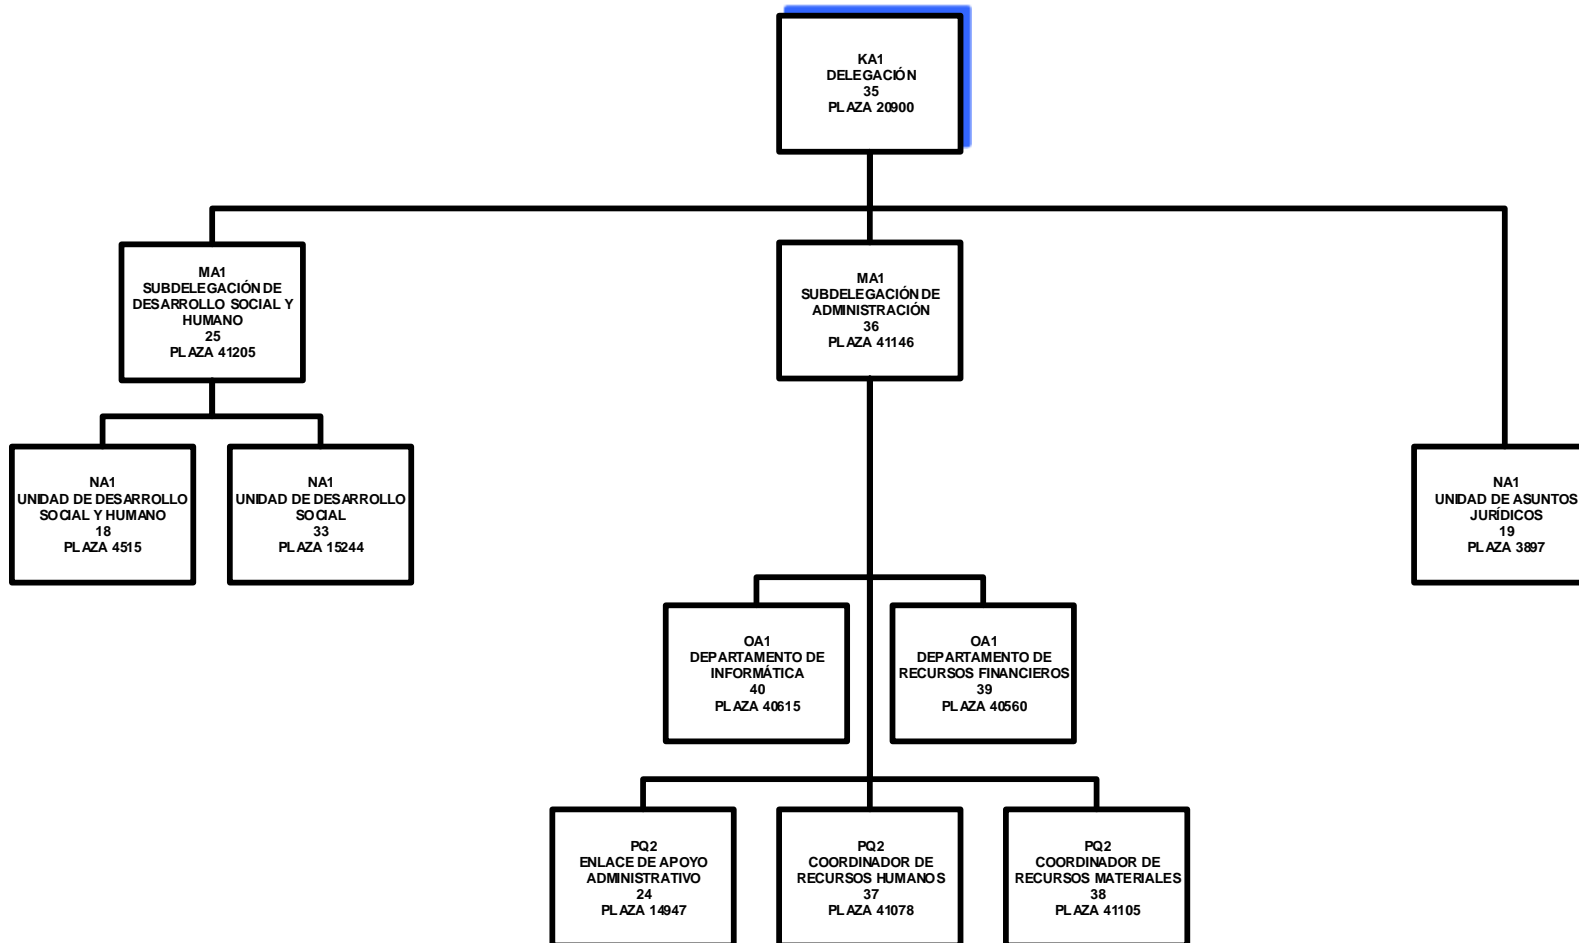 KA1
DELEGACIÓN
35
PLAZA 20900
MA1
SUBDELEGACIÓN DE
DESARROLLO SOCIAL Y
HUMANO
25
PLAZA 41205
MA1
SUBDELEGACIÓN DE
ADMINISTRACIÓN
36
PLAZA 41146
NA1
UNIDAD DE DESARROLLO
SOCIAL Y HUMANO
18
PLAZA 4515
NA1
UNIDAD DE DESARROLLO
SOCIAL
33
PLAZA 15244
NA1
UNIDAD DE ASUNTOS
JURÍDICOS
19
PLAZA 3897
OA1
DEPARTAMENTO DE
INFORMÁTICA
40
PLAZA 40615
OA1
DEPARTAMENTO DE
RECURSOS FINANCIEROS
39
PLAZA 40560
PQ2
ENLACE DE APOYO
ADMINISTRATIVO
24
PLAZA 14947
PQ2
COORDINADOR DE
RECURSOS HUMANOS
37
PLAZA 41078
PQ2
COORDINADOR DE
RECURSOS MATERIALES
38
PLAZA 41105